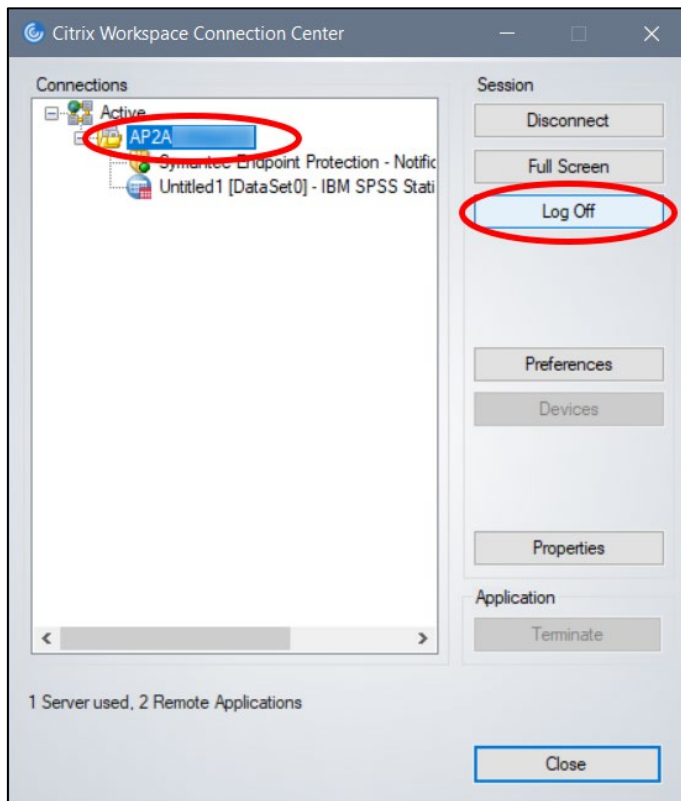 Citrix Workspace Connection Center
Connections
Active
AP2A
Symantec Endpoint Protection - Notific
Untitled1 [DataSet0] - IBM SPSS Stati
Session
Disconnect
Full Screen
Log Off
Preferences
Devices
Properties
Application
Terminate
1 Server used, 2 Remote Applications
Close